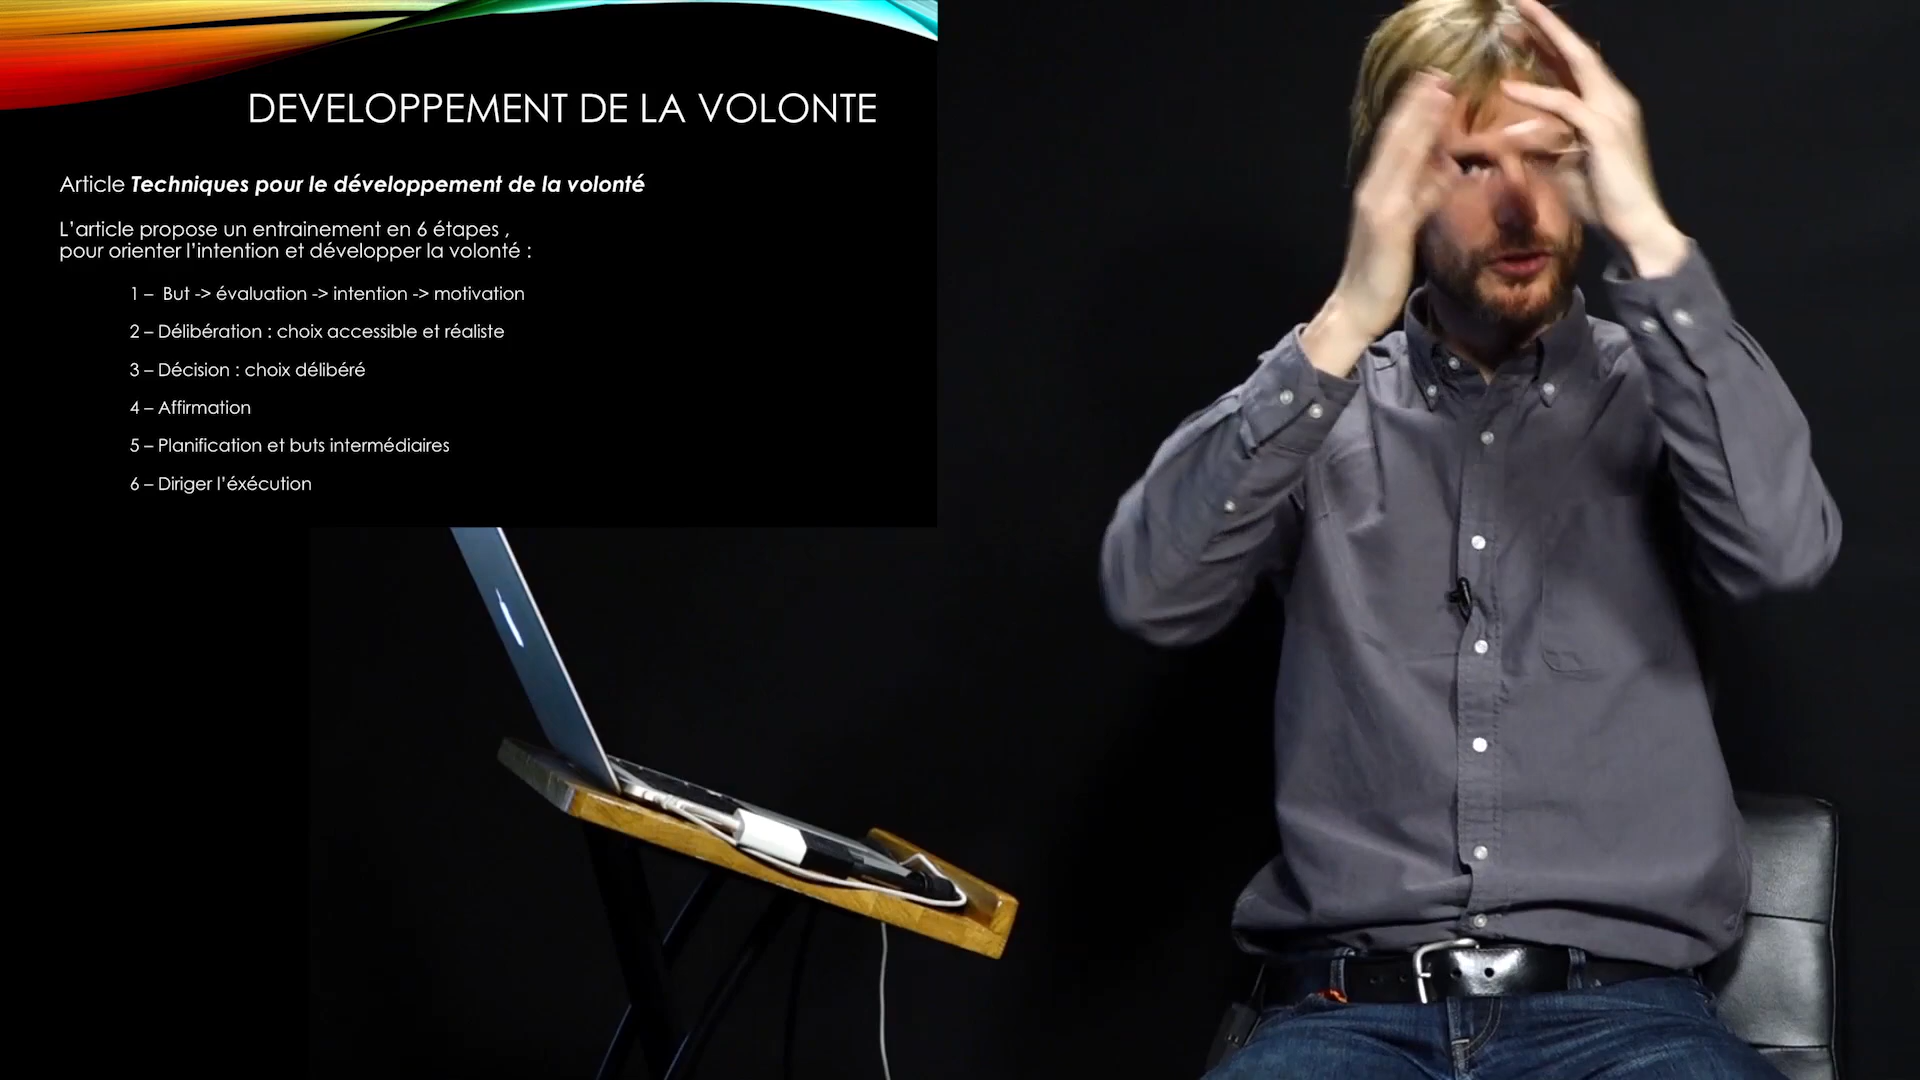 DEVELOPPEMENT DE LA VOLONTE
Article Techniques pour le développement de la volonté
L’article propose un entrainement en 6 étapes ,
pour orienter l’intention et développer la volonté :
1 – But -> évaluation -> intention -> motivation
2 – Délibération : choix accessible et réaliste
3 – Décision : choix délibéré
4 – Affirmation
5 – Planification et buts intermédiaires
6 – Diriger l’éxécution